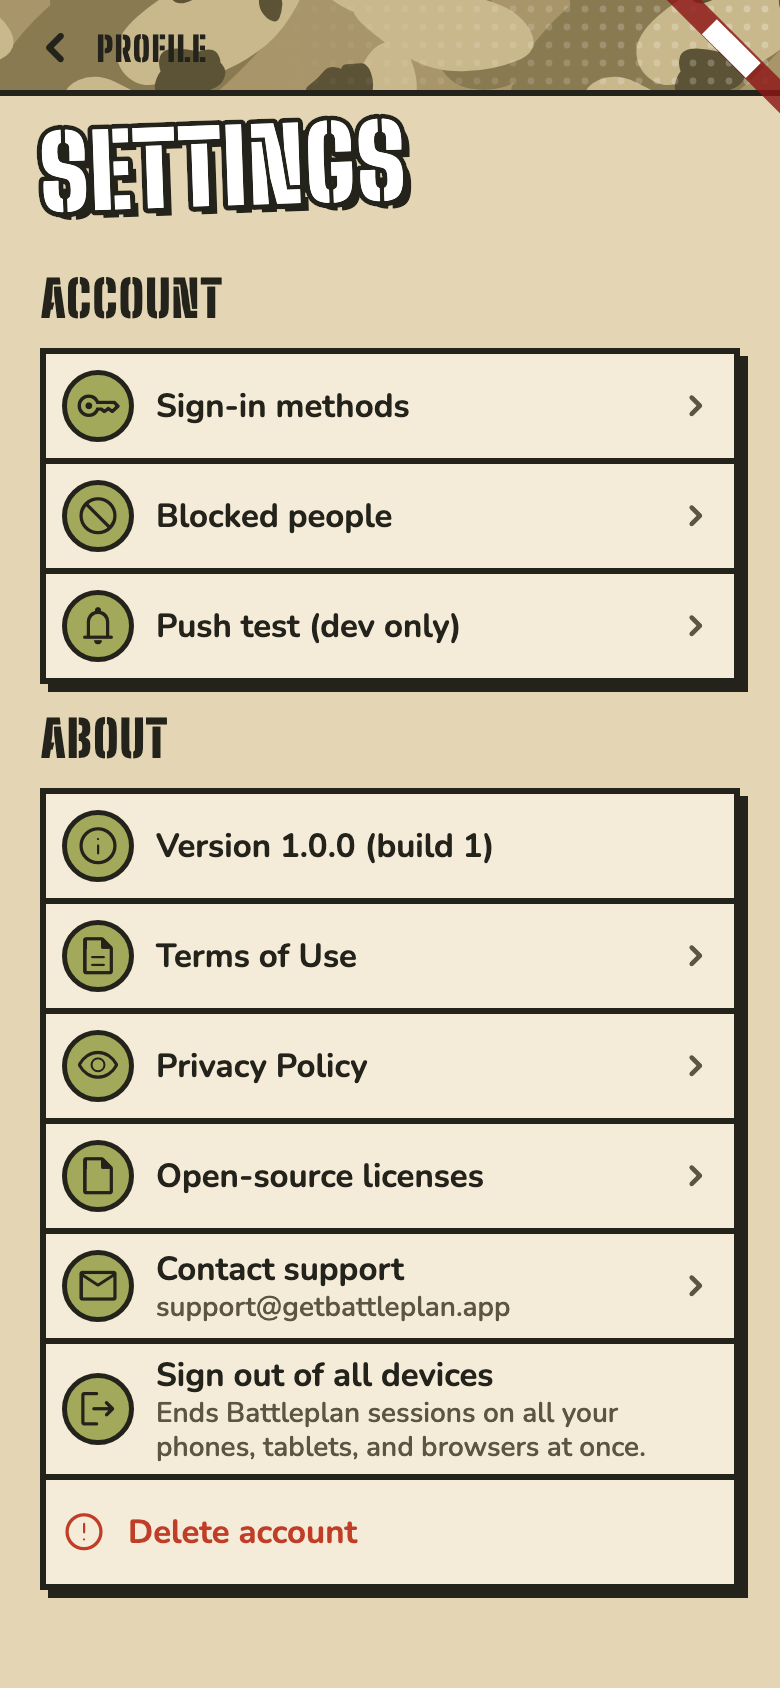 PROFILE
SETTINGS
ACCOUNT
Sign-in methods
Blocked people
Push test (dev only)
ABOUT
Version 1.0.0 (build 1)
Terms of Use
Privacy Policy
Open-source licenses
Contact support
support@getbattleplan.app
Sign out of all devices
Ends Battleplan sessions on all your
phones, tablets, and browsers at once.
Delete account